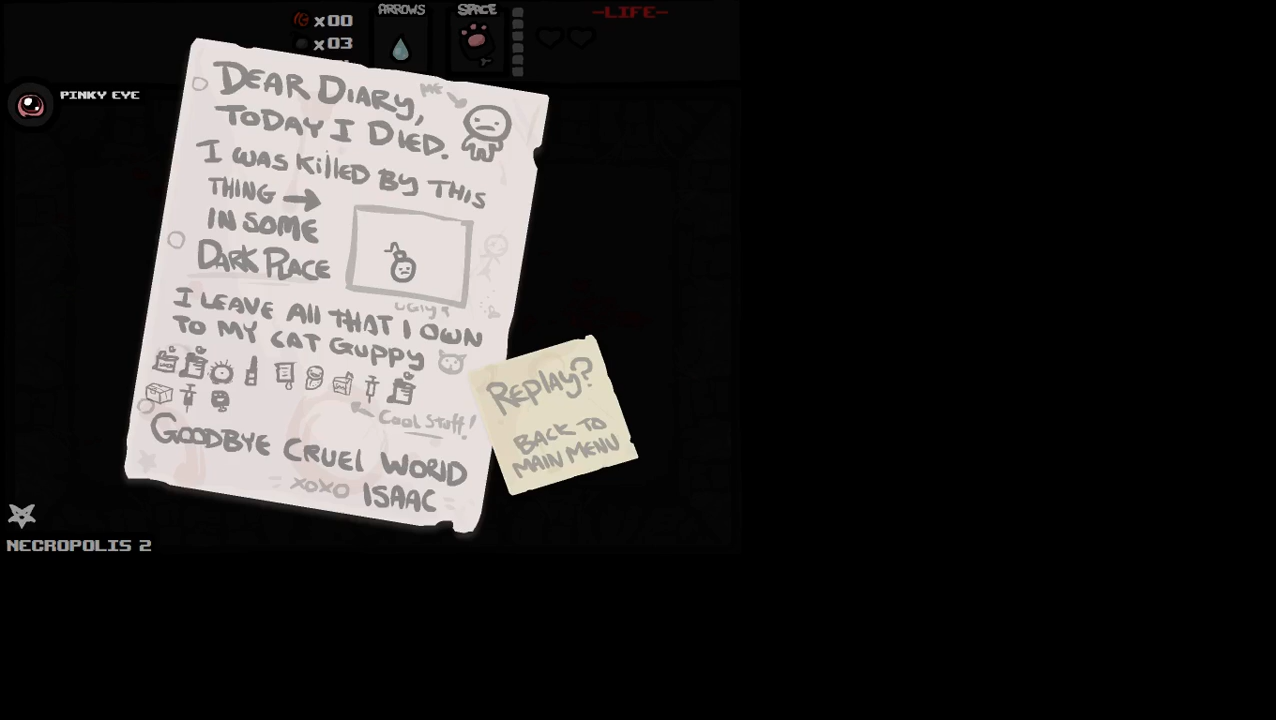 ARROWS
SPACE
-LIFE-
x00
x03
PINKY EYE
DEAR DIARY,
ME
TODAY I DIED.
I WAS KILLED BY THIS
THING →
IN SOME
DARK PLACE
UGLY
I LEAVE All THAT I OWN
TO MY CAT GUPPY
Cool Stuff!
GOODBYE CRUEL WORLD
XOXO ISAAC
REPLAY?
BACK TO
MAIN MENU
NECROPOLIS 2